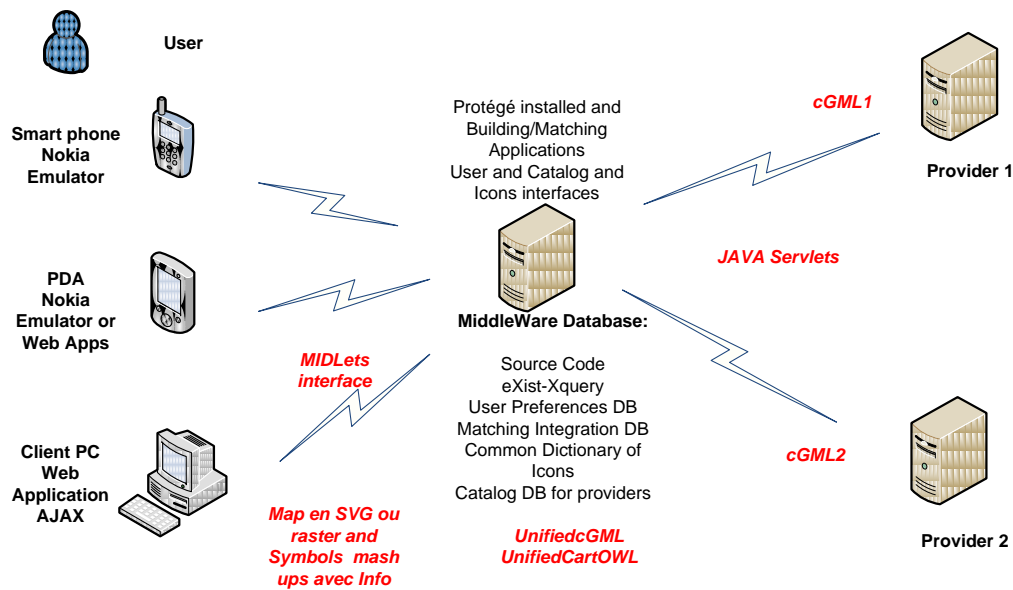 User
Smart phone
Nokia
Emulator
PDA
Nokia
Emulator or
Web Apps
MIDLets
interface
Client PC
Web
Application
AJAX
Map en SVG ou
raster and
Symbols mash
ups avec Info
Protégé installed and
Building/Matching
Applications
User and Catalog and
Icons interfaces
MiddleWare Database:
Source Code
eXist-Xquery
User Preferences DB
Matching Integration DB
Common Dictionary of
Icons
Catalog DB for providers
UnifiedcGML
UnifiedCartOWL
cGML1
Provider 1
JAVA Servlets
cGML2
Provider 2